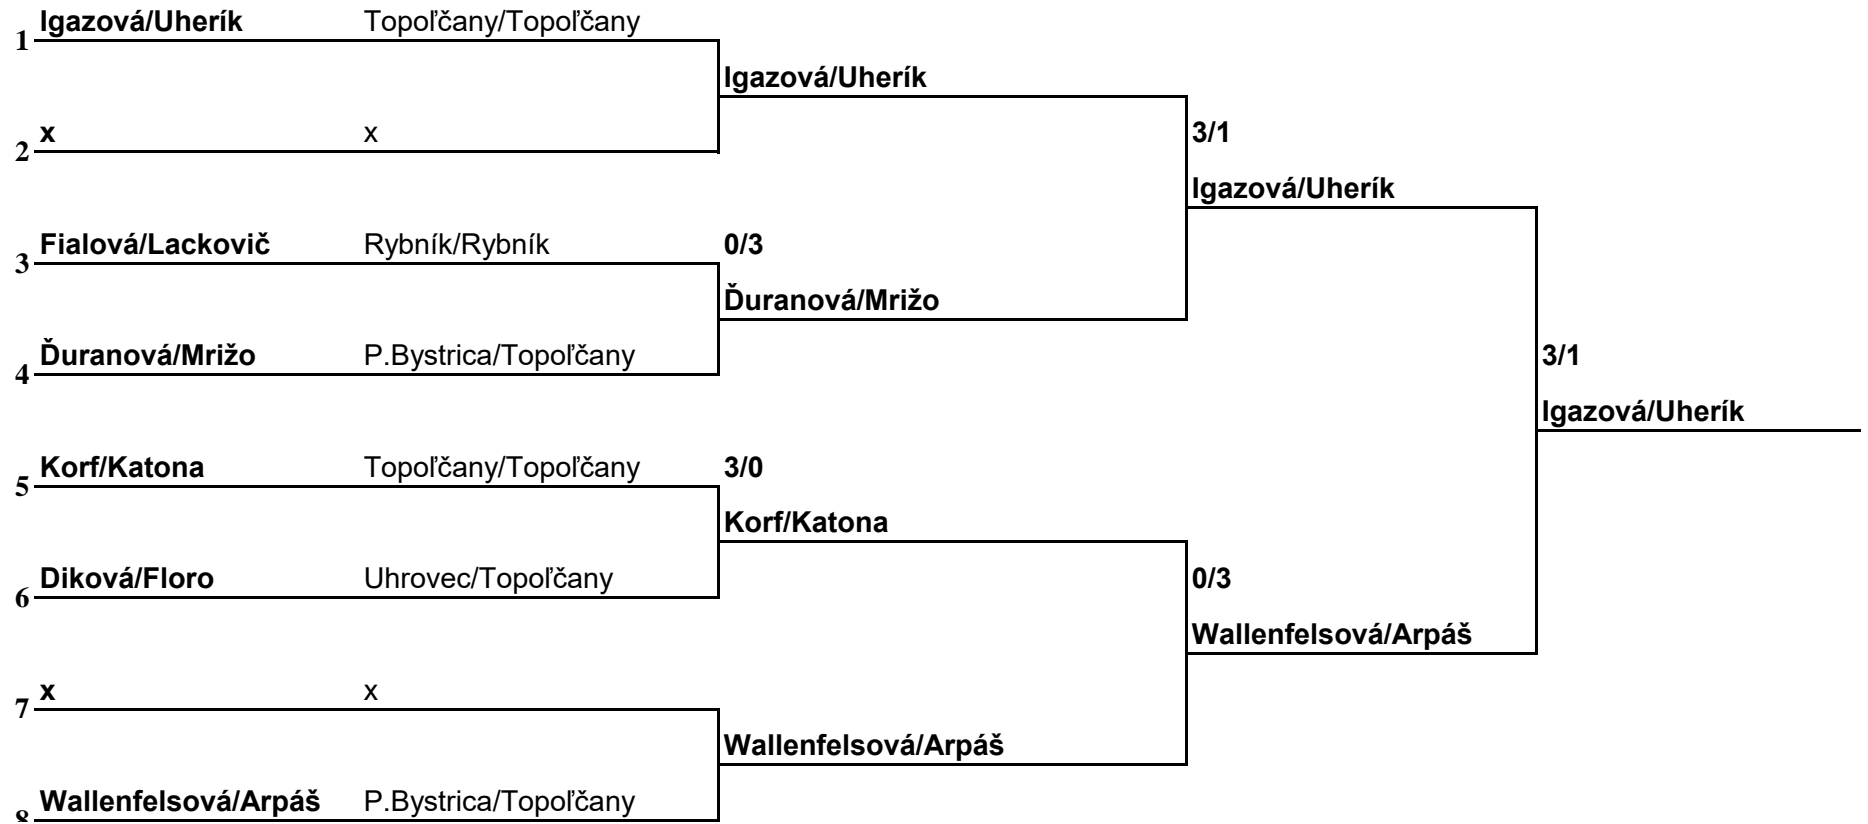 Igazová/Uherík Topoľčany/Topoľčany
1
Igazová/Uherík
x x 3/1
2
Igazová/Uherík
Fialová/Lackovič Rybník/Rybník 0/3
3
Ďuranová/Mrižo
Ďuranová/Mrižo P.Bystrica/Topoľčany 3/1
4
Igazová/Uherík
Korf/Katona Topoľčany/Topoľčany 3/0
5
Korf/Katona
Diková/Floro Uhrovec/Topoľčany 0/3
6
Wallenfelsová/Arpáš
x x
7
Wallenfelsová/Arpáš
Wallenfelsová/Arpáš P.Bystrica/Topoľčany
8